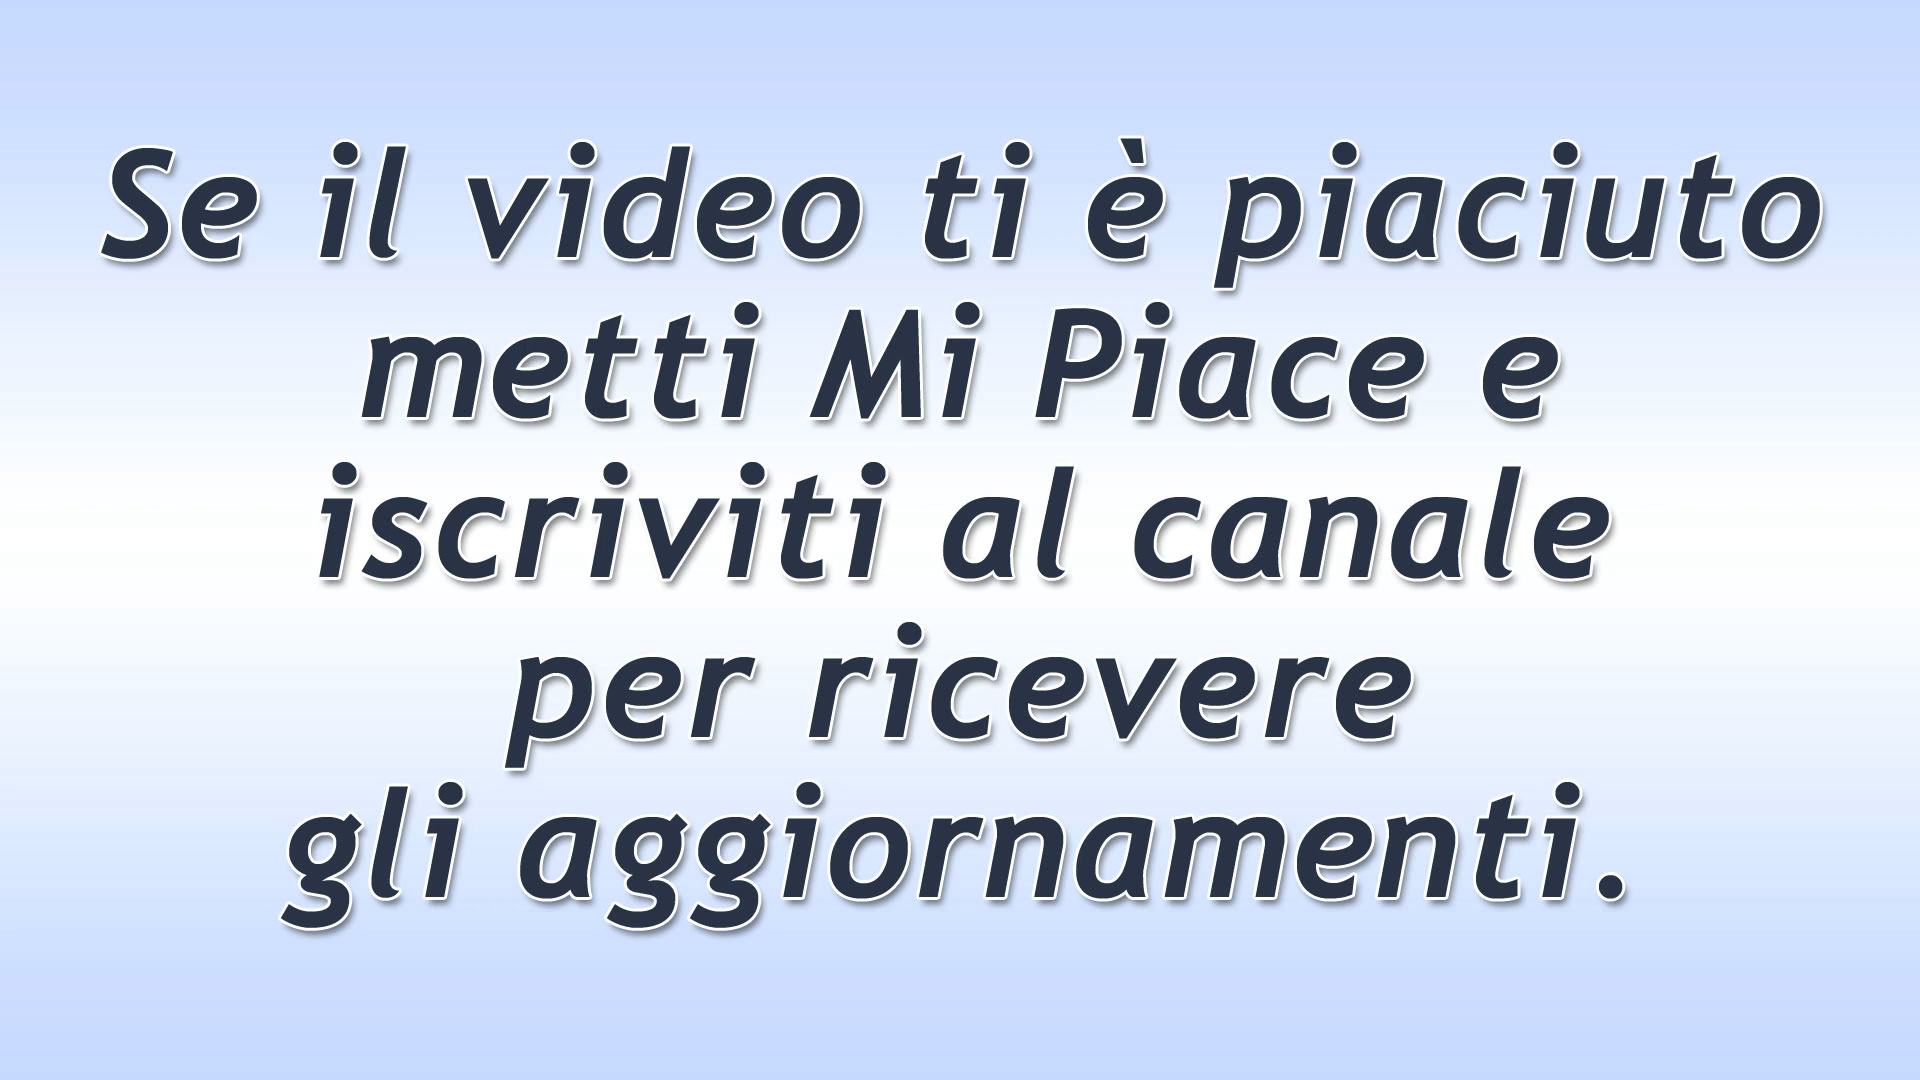 Se il video ti è piaciuto
metti Mi Piace e
iscriviti al canale
per ricevere
gli aggiornamenti.